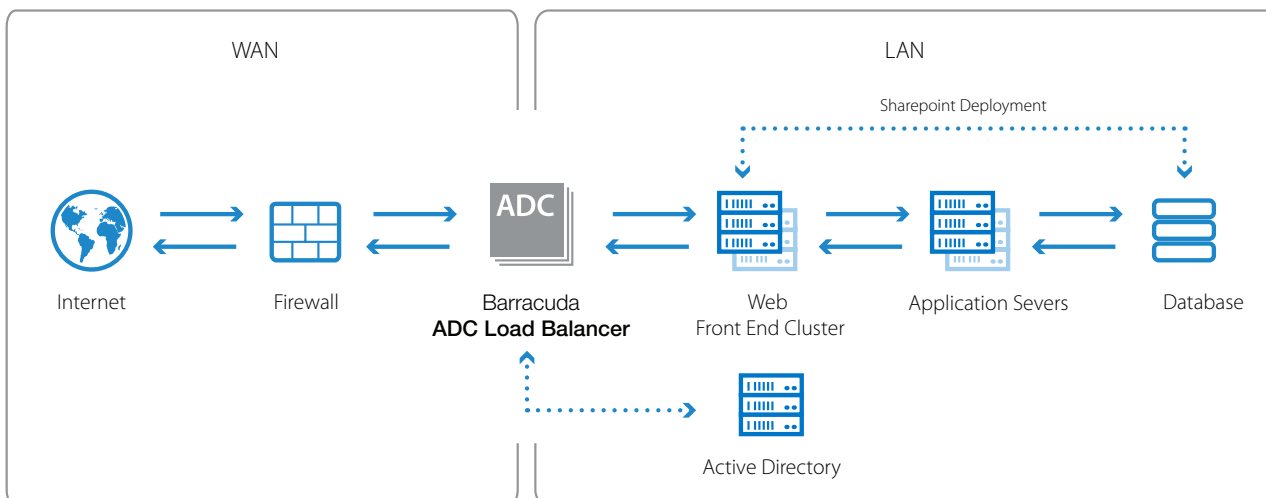 WAN
LAN
Sharepoint Deployment
ADC
Internet
Firewall
Barracuda
ADC Load Balancer
Web
Front End Cluster
Application Severs
Database
Active Directory